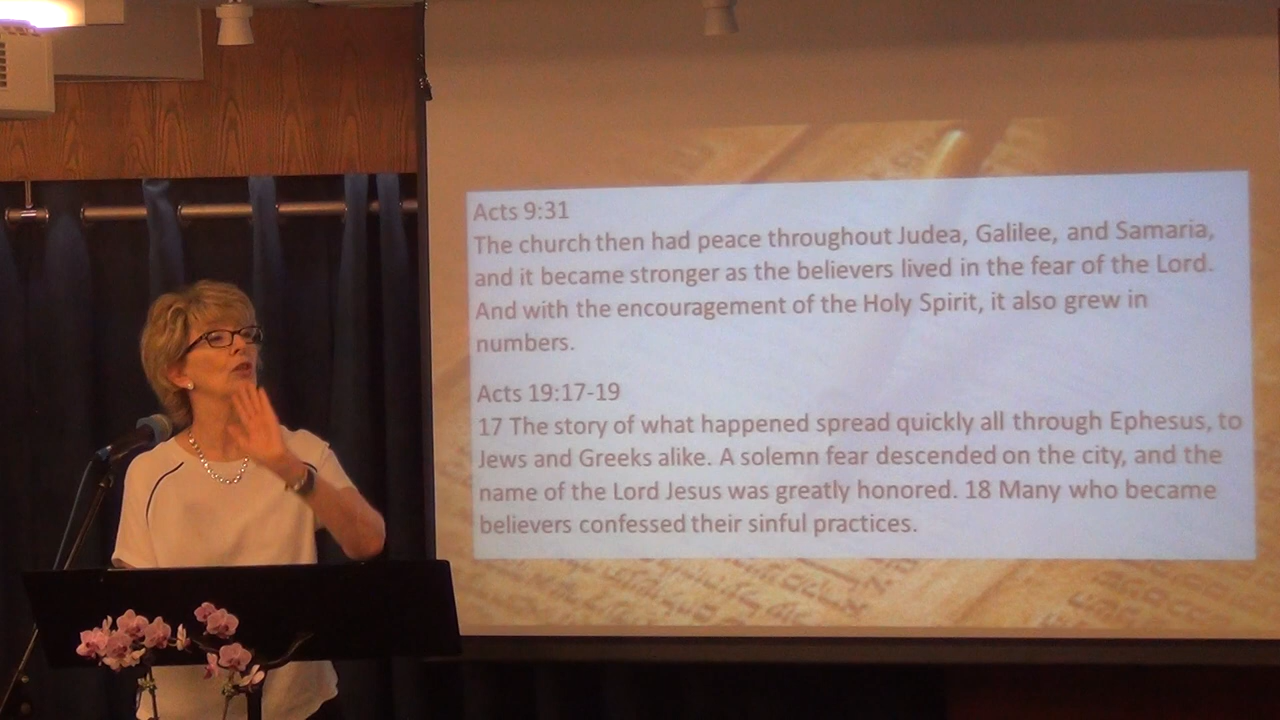 Acts 9:31
The church then had peace throughout Judea, Galilee, and Samaria,
and it became stronger as the believers lived in the fear of the Lord.
And with the encouragement of the Holy Spirit, it also grew in
numbers.
Acts 19:17-19
17 The story of what happened spread quickly all through Ephesus, to
Jews and Greeks alike. A solemn fear descended on the city, and the
name of the Lord Jesus was greatly honored. 18 Many who became
believers confessed their sinful practices.